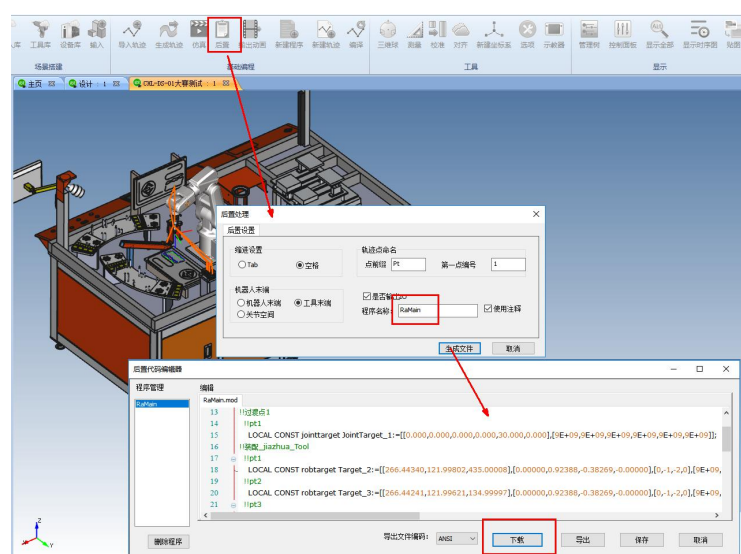 库 工具库 设备库 输入 导入轨迹 生成轨迹 仿真 后置 输出动画 新建程序 新建轨迹 编译 三维球 测量 校准 对齐 新建坐标系 选项 示教器 管理树 控制面板 显示全部 显示时序图 贴图
场景搭建 基础编程 工具 显示
主页 设计 : 1 CHL-DS-01大赛测试 : 1
后置处理
后置设置
缩进设置 轨迹点命名
Tab 空格 点前缀 Pt 第一点编号 1
机器人末端
机器人末端 工具末端 是否输出
关节空间 程序名称: RaMain 使用注释
生成文件 取消
后置代码编辑器
程序管理 编辑
RaMain RaMain.mod
13 !!过渡点1
14 !!pt1
15 LOCAL CONST jointtarget JointTarget_1:=[[0.000,0.000,0.000,0.000,30.000,0.000],[9E+09,9E+09,9E+09,9E+09,9E+09,9E+09]];
16 !!装配_jiazhua_Tool
17 !!pt1
18 LOCAL CONST robtarget Target_2:=[[266.44340,121.99802,435.00008],[0.00000,0.92388,-0.38269,-0.00000],[0,-1,-2,0],[9E+09,
19 !!pt2
20 LOCAL CONST robtarget Target_3:=[[266.44241,121.99621,134.99997],[0.00000,0.92388,-0.38269,-0.00000],[0,-1,-2,0],[9E+09,
21 !!pt3
删除程序 导出文件编码: ANSI 下载 导出 保存 取消
Z
Y